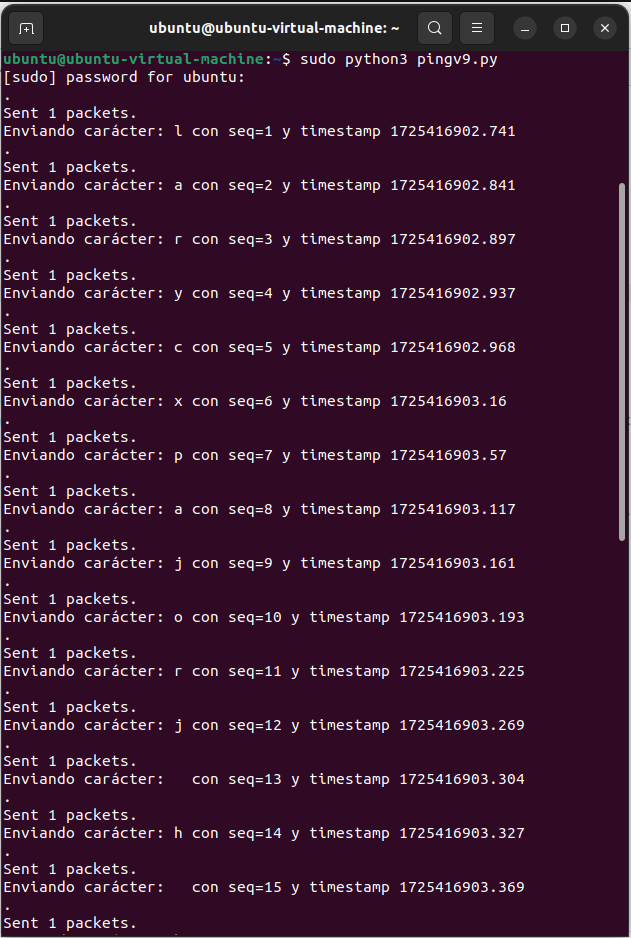 ubuntu@ubuntu-virtual-machine: ~
ubuntu@ubuntu-virtual-machine:~$ sudo python3 pingv9.py
[sudo] password for ubuntu:
.
Sent 1 packets.
Enviando carácter: l con seq=1 y timestamp 1725416902.741
.
Sent 1 packets.
Enviando carácter: a con seq=2 y timestamp 1725416902.841
.
Sent 1 packets.
Enviando carácter: r con seq=3 y timestamp 1725416902.897
.
Sent 1 packets.
Enviando carácter: y con seq=4 y timestamp 1725416902.937
.
Sent 1 packets.
Enviando carácter: c con seq=5 y timestamp 1725416902.968
.
Sent 1 packets.
Enviando carácter: x con seq=6 y timestamp 1725416903.16
.
Sent 1 packets.
Enviando carácter: p con seq=7 y timestamp 1725416903.57
.
Sent 1 packets.
Enviando carácter: a con seq=8 y timestamp 1725416903.117
.
Sent 1 packets.
Enviando carácter: j con seq=9 y timestamp 1725416903.161
.
Sent 1 packets.
Enviando carácter: o con seq=10 y timestamp 1725416903.193
.
Sent 1 packets.
Enviando carácter: r con seq=11 y timestamp 1725416903.225
.
Sent 1 packets.
Enviando carácter: j con seq=12 y timestamp 1725416903.269
.
Sent 1 packets.
Enviando carácter:   con seq=13 y timestamp 1725416903.304
.
Sent 1 packets.
Enviando carácter: h con seq=14 y timestamp 1725416903.327
.
Sent 1 packets.
Enviando carácter:   con seq=15 y timestamp 1725416903.369
.
Sent 1 packets.